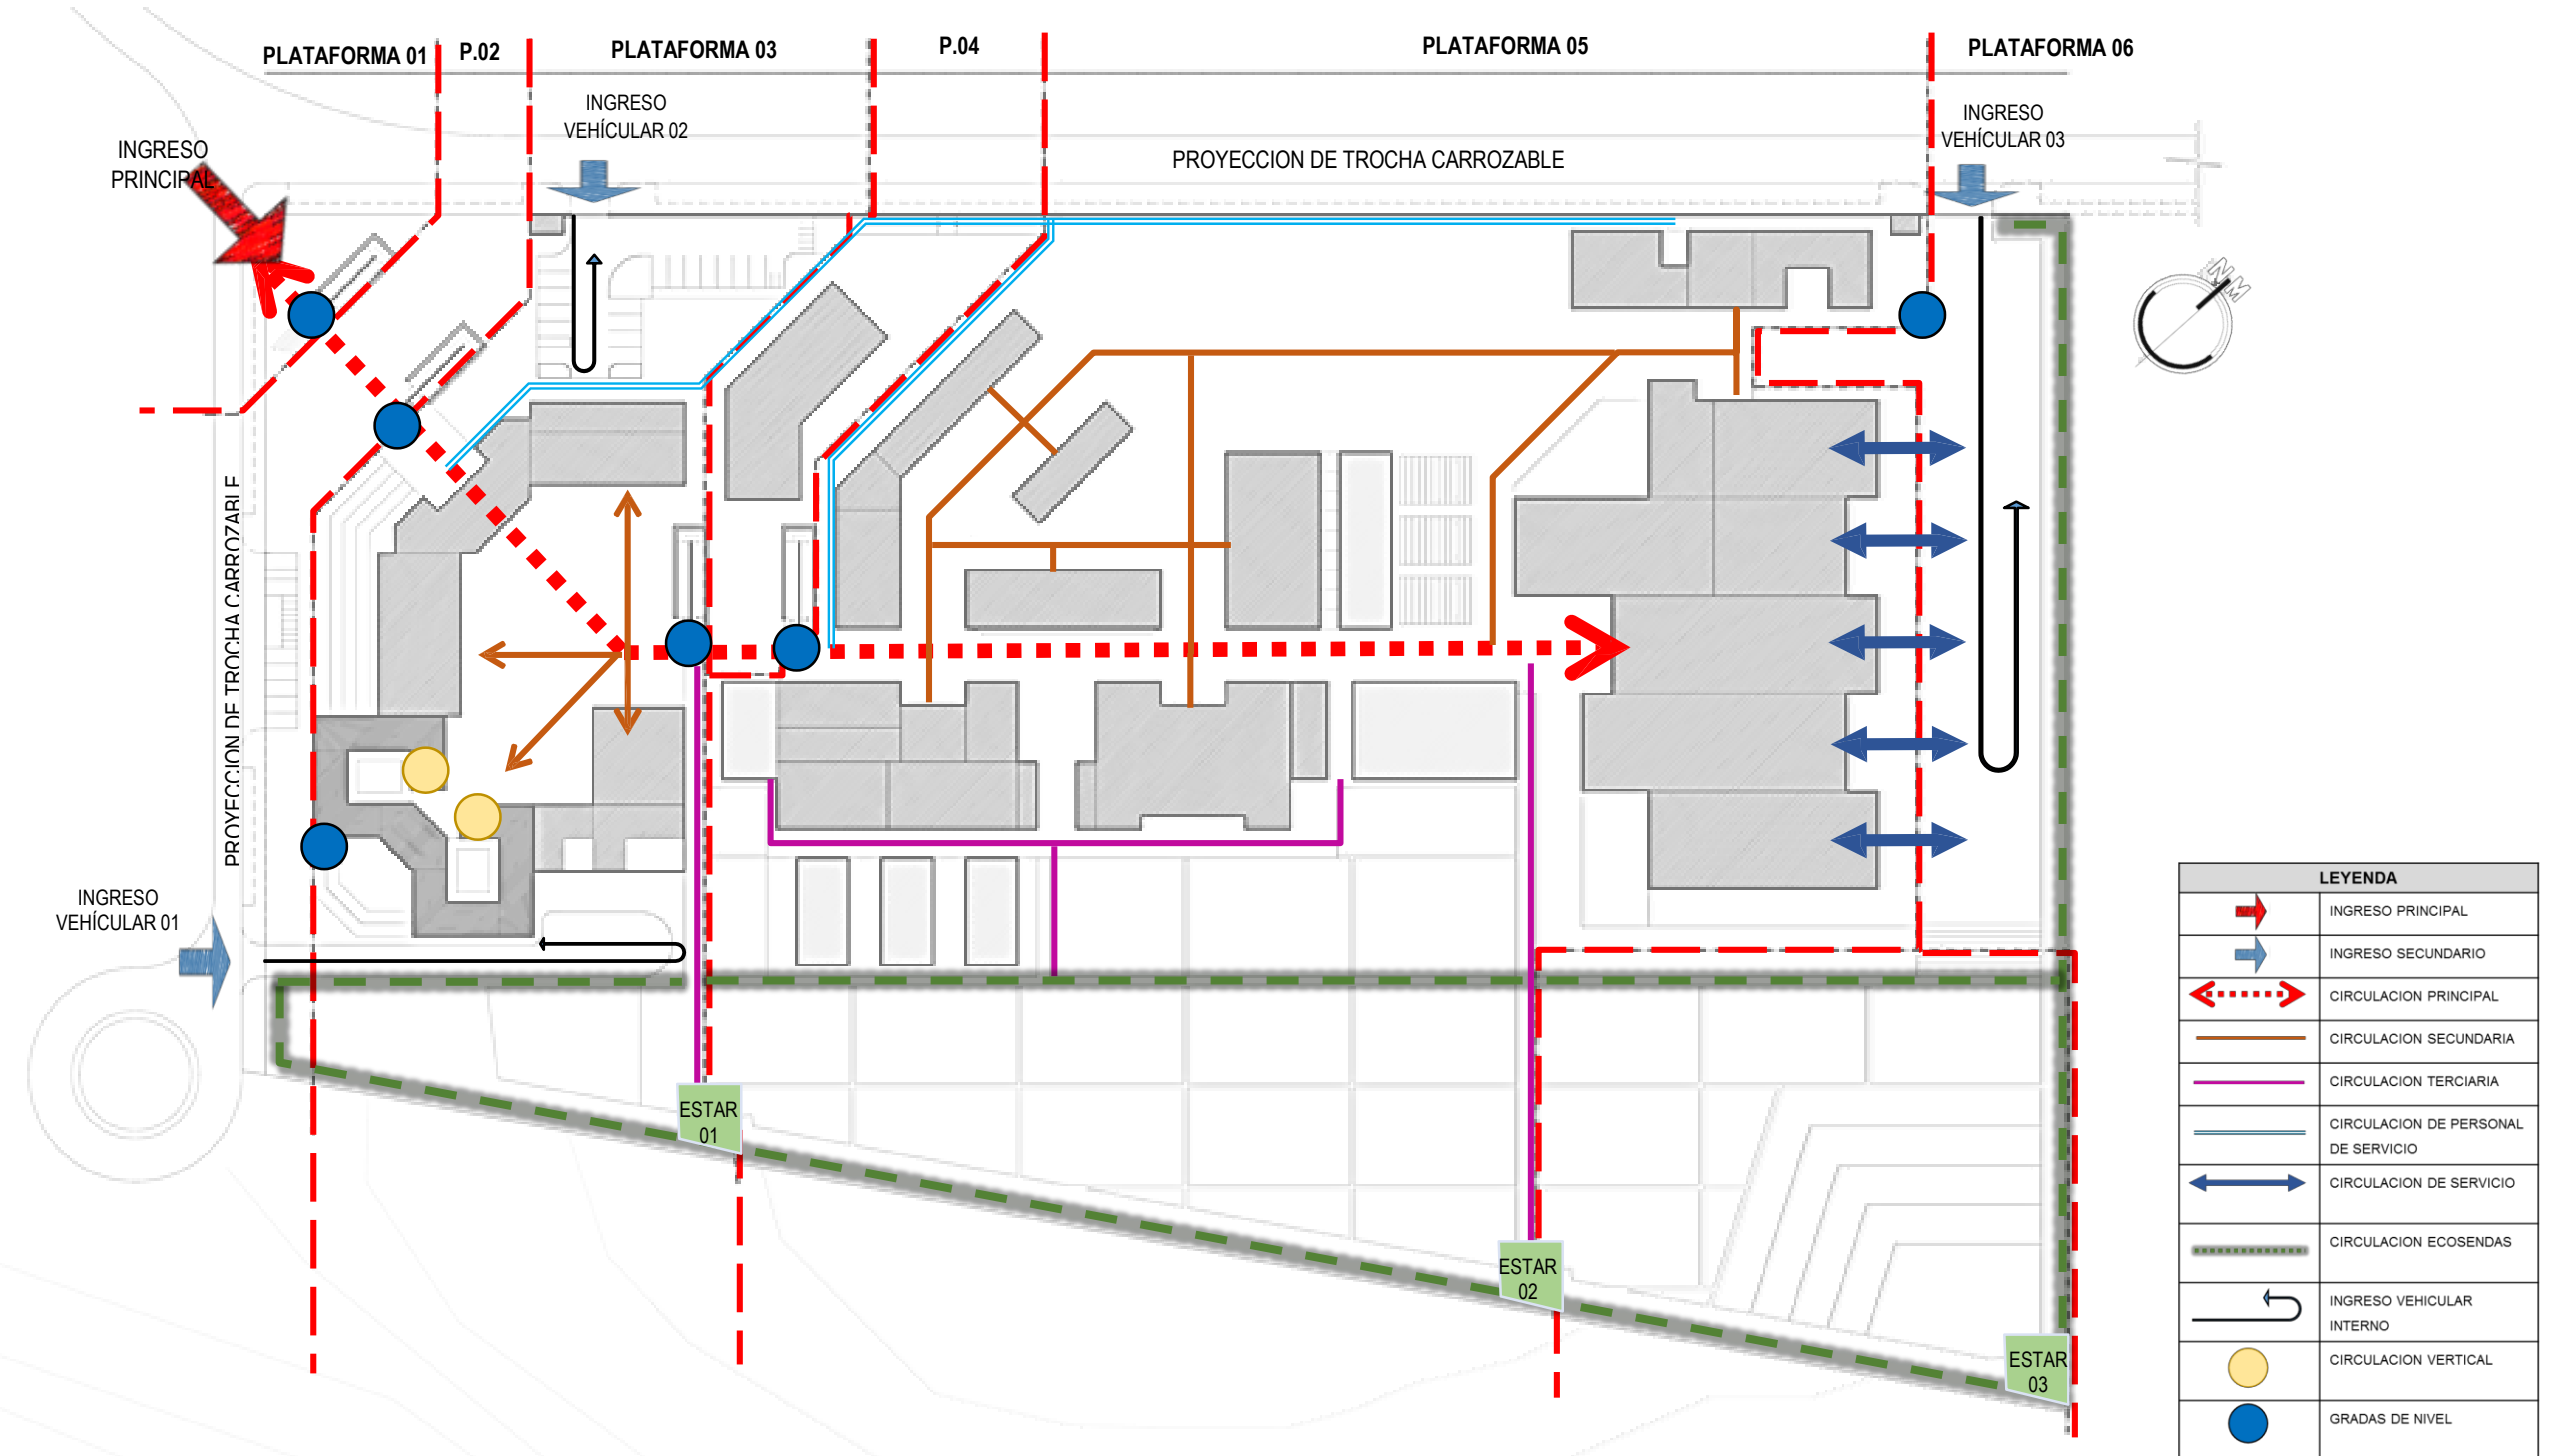 PLATAFORMA 01
P.02
PLATAFORMA 03
P.04
PLATAFORMA 05
PLATAFORMA 06
INGRESO
VEHÍCULAR 02
INGRESO
VEHÍCULAR 03
INGRESO
PRINCIPAL
PROYECCION DE TROCHA CARROZABLE
NM
PROYECCION DE TROCHA CARROZABLE
INGRESO
VEHÍCULAR 01
ESTAR
01
ESTAR
02
ESTAR
03
LEYENDA
INGRESO PRINCIPAL
INGRESO SECUNDARIO
CIRCULACION PRINCIPAL
CIRCULACION SECUNDARIA
CIRCULACION TERCIARIA
CIRCULACION DE PERSONAL
DE SERVICIO
CIRCULACION DE SERVICIO
CIRCULACION ECOSENDAS
INGRESO VEHICULAR
INTERNO
CIRCULACION VERTICAL
GRADAS DE NIVEL